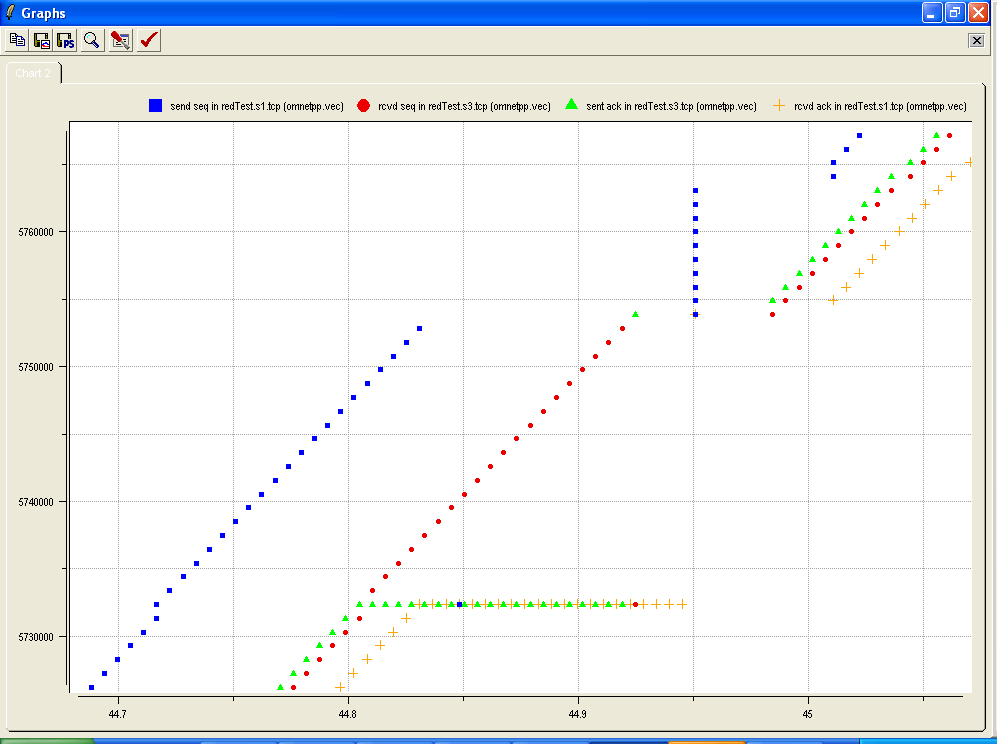 Graphs
PS
Chart 2
send seq in redTest.s1.tcp (omnetpp.vec) rcvd seq in redTest.s3.tcp (omnetpp.vec) sent ack in redTest.s3.tcp (omnetpp.vec) rcvd ack in redTest.s1.tcp (omnetpp.vec)
5760000
5750000
5740000
5730000
44.7 44.8 44.9 45